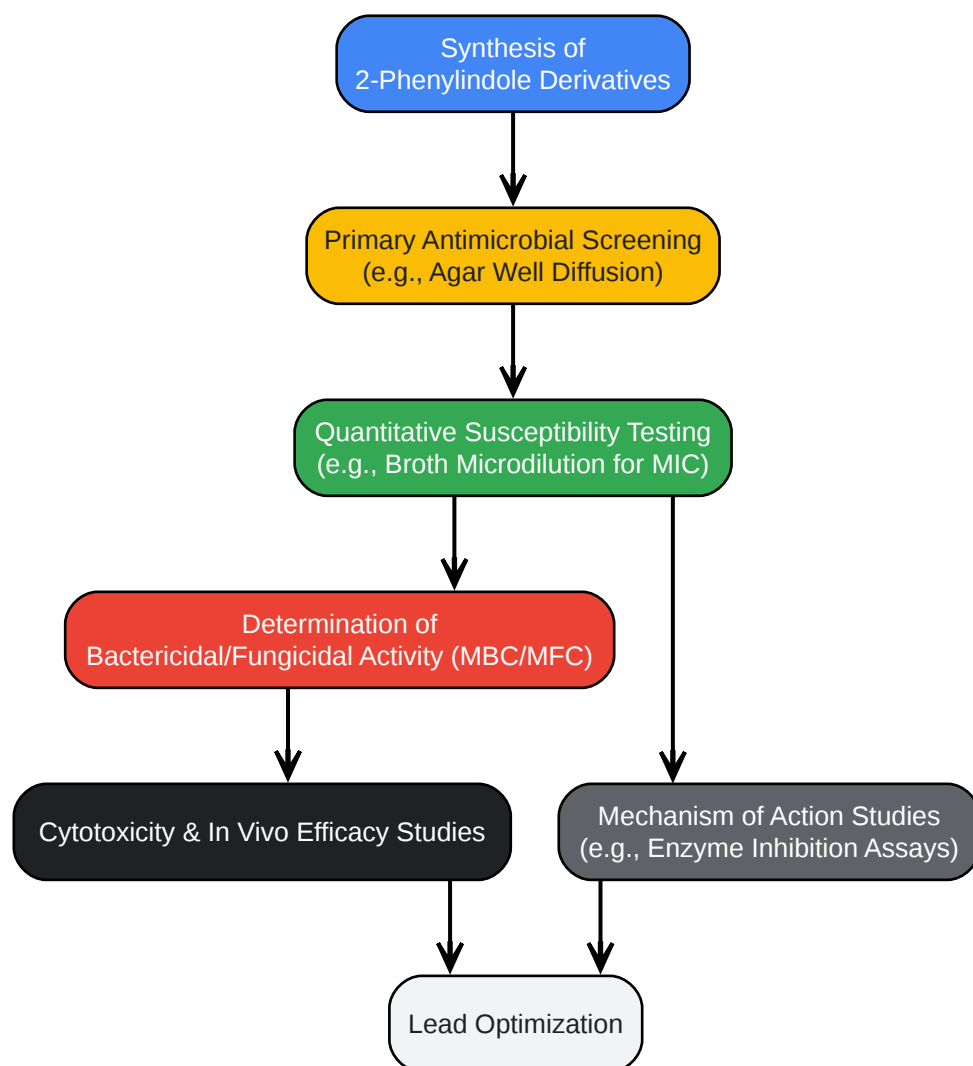 Synthesis of
2-Phenylindole Derivatives
Primary Antimicrobial Screening
(e.g., Agar Well Diffusion)
Quantitative Susceptibility Testing
(e.g., Broth Microdilution for MIC)
Determination of
Bactericidal/Fungicidal Activity (MBC/MFC)
Cytotoxicity & In Vivo Efficacy Studies
Mechanism of Action Studies
(e.g., Enzyme Inhibition Assays)
Lead Optimization